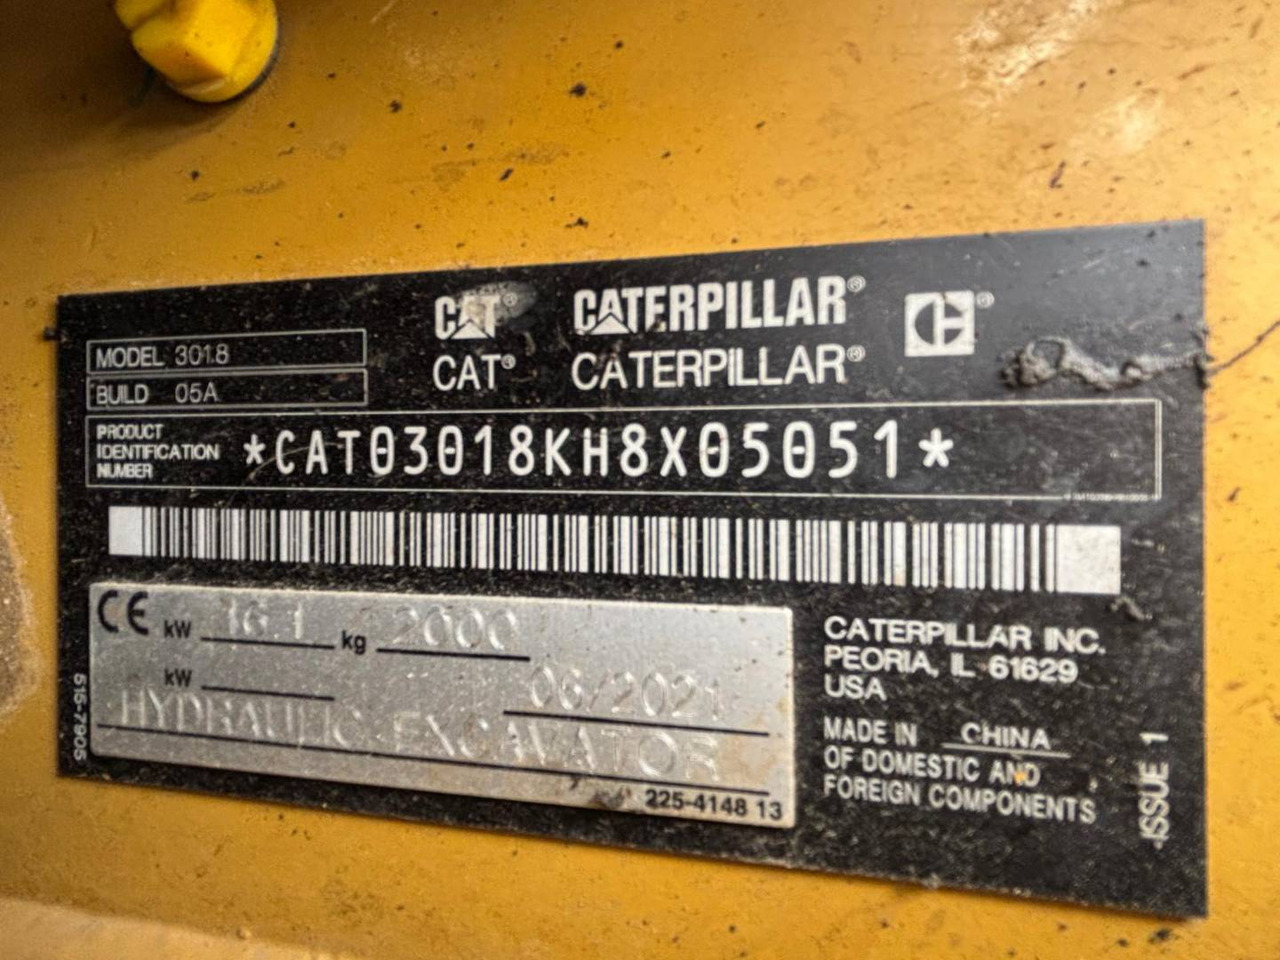 CAT® CATERPILLAR®
CAT® CATERPILLAR®
MODEL 301.8
BUILD 05A
PRODUCT
IDENTIFICATION
NUMBER
*CAT03018KH8X05051*
CE kW 16.1 kg 2000
kW 06/2021
HYDRAULIC EXCAVATOR
225-4148 13
515-7905
CATERPILLAR INC.
PEORIA, IL 61629
USA
MADE IN CHINA
OF DOMESTIC AND
FOREIGN COMPONENTS
ISSUE 1